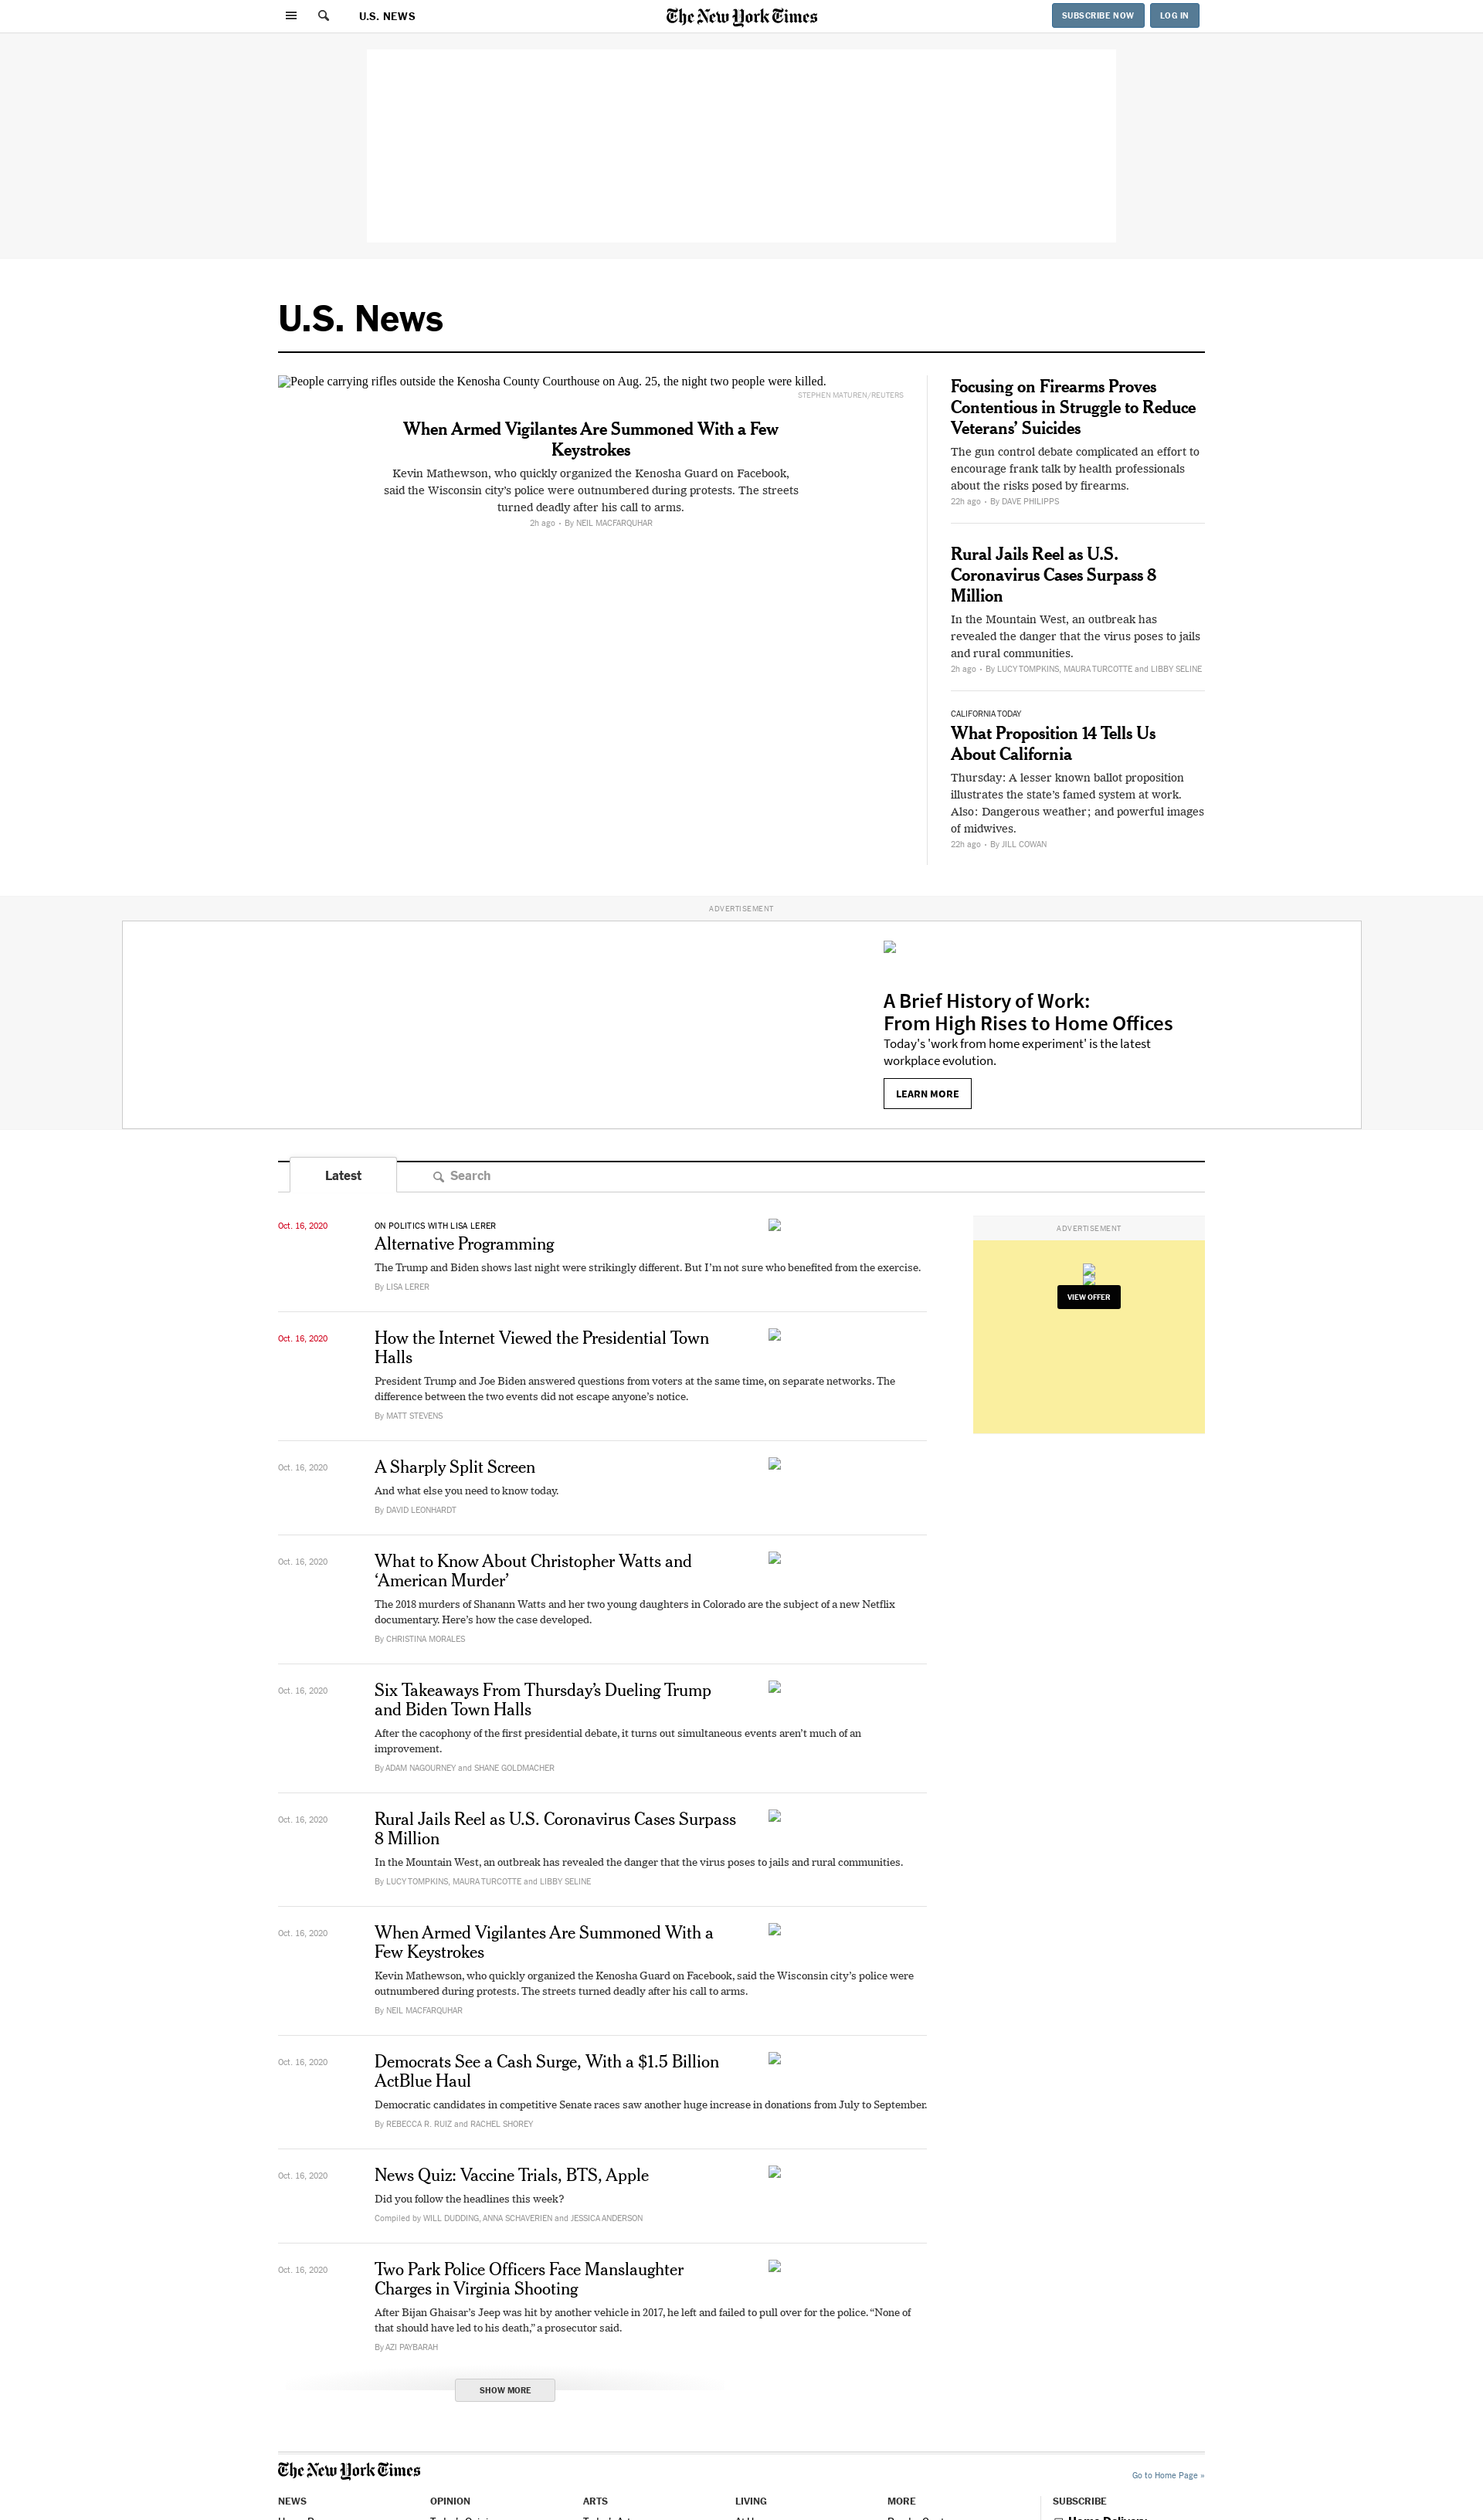 U.S. NEWS
The New York Times
SUBSCRIBE NOW
LOG IN
U.S. News
People carrying rifles outside the Kenosha County Courthouse on Aug. 25, the night two people were killed.
STEPHEN MATUREN/REUTERS
When Armed Vigilantes Are Summoned With a Few
Keystrokes
Kevin Mathewson, who quickly organized the Kenosha Guard on Facebook,
said the Wisconsin city’s police were outnumbered during protests. The streets
turned deadly after his call to arms.
2h ago • By NEIL MACFARQUHAR
Focusing on Firearms Proves
Contentious in Struggle to Reduce
Veterans’ Suicides
The gun control debate complicated an effort to
encourage frank talk by health professionals
about the risks posed by firearms.
22h ago • By DAVE PHILIPPS
Rural Jails Reel as U.S.
Coronavirus Cases Surpass 8
Million
In the Mountain West, an outbreak has
revealed the danger that the virus poses to jails
and rural communities.
2h ago • By LUCY TOMPKINS, MAURA TURCOTTE and LIBBY SELINE
CALIFORNIA TODAY
What Proposition 14 Tells Us
About California
Thursday: A lesser known ballot proposition
illustrates the state’s famed system at work.
Also: Dangerous weather; and powerful images
of midwives.
22h ago • By JILL COWAN
ADVERTISEMENT
A Brief History of Work:
From High Rises to Home Offices
Today's 'work from home experiment' is the latest
workplace evolution.
LEARN MORE
Latest
Search
Oct. 16, 2020
ON POLITICS WITH LISA LERER
Alternative Programming
The Trump and Biden shows last night were strikingly different. But I’m not sure who benefited from the exercise.
By LISA LERER
ADVERTISEMENT
VIEW OFFER
Oct. 16, 2020
How the Internet Viewed the Presidential Town
Halls
President Trump and Joe Biden answered questions from voters at the same time, on separate networks. The
difference between the two events did not escape anyone’s notice.
By MATT STEVENS
Oct. 16, 2020
A Sharply Split Screen
And what else you need to know today.
By DAVID LEONHARDT
Oct. 16, 2020
What to Know About Christopher Watts and
‘American Murder’
The 2018 murders of Shanann Watts and her two young daughters in Colorado are the subject of a new Netflix
documentary. Here’s how the case developed.
By CHRISTINA MORALES
Oct. 16, 2020
Six Takeaways From Thursday’s Dueling Trump
and Biden Town Halls
After the cacophony of the first presidential debate, it turns out simultaneous events aren’t much of an
improvement.
By ADAM NAGOURNEY and SHANE GOLDMACHER
Oct. 16, 2020
Rural Jails Reel as U.S. Coronavirus Cases Surpass
8 Million
In the Mountain West, an outbreak has revealed the danger that the virus poses to jails and rural communities.
By LUCY TOMPKINS, MAURA TURCOTTE and LIBBY SELINE
Oct. 16, 2020
When Armed Vigilantes Are Summoned With a
Few Keystrokes
Kevin Mathewson, who quickly organized the Kenosha Guard on Facebook, said the Wisconsin city’s police were
outnumbered during protests. The streets turned deadly after his call to arms.
By NEIL MACFARQUHAR
Oct. 16, 2020
Democrats See a Cash Surge, With a $1.5 Billion
ActBlue Haul
Democratic candidates in competitive Senate races saw another huge increase in donations from July to September.
By REBECCA R. RUIZ and RACHEL SHOREY
Oct. 16, 2020
News Quiz: Vaccine Trials, BTS, Apple
Did you follow the headlines this week?
Compiled by WILL DUDDING, ANNA SCHAVERIEN and JESSICA ANDERSON
Oct. 16, 2020
Two Park Police Officers Face Manslaughter
Charges in Virginia Shooting
After Bijan Ghaisar’s Jeep was hit by another vehicle in 2017, he left and failed to pull over for the police. “None of
that should have led to his death,” a prosecutor said.
By AZI PAYBARAH
SHOW MORE
The New York Times
Go to Home Page »
NEWS
OPINION
ARTS
LIVING
MORE
SUBSCRIBE